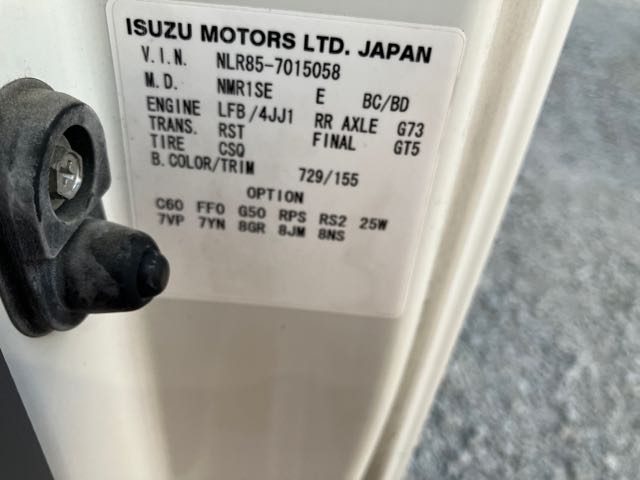 ISUZU MOTORS LTD. JAPAN
V.I.N. NLR85-7015058
M.D. NMR1SE E BC/BD
ENGINE LFB/4JJ1 RR AXLE G73
TRANS. RST FINAL GT5
TIRE CSQ
B.COLOR/TRIM 729/155
OPTION
C60 FF0 G50 RPS RS2 25W
7VP 7YN 8GR 8JM 8NS